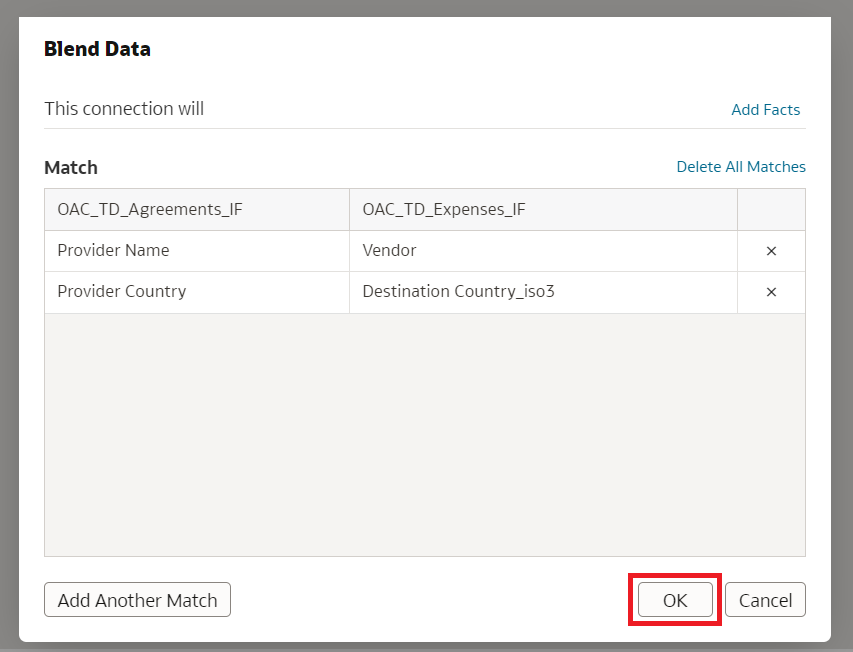 Blend Data
This connection will Add Facts
Match Delete All Matches
OAC_TD_Agreements_IF OAC_TD_Expenses_IF
Provider Name Vendor ×
Provider Country Destination Country_iso3 ×
Add Another Match OK Cancel